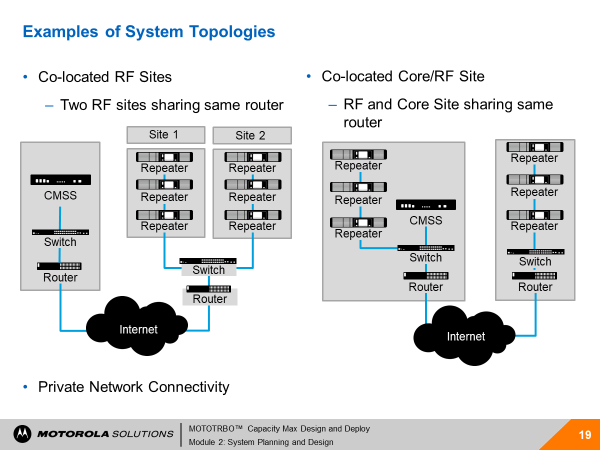 Examples of System Topologies
• Co-located RF Sites
– Two RF sites sharing same router
Site 1
Site 2
CMSS
Switch
Router
Repeater
Repeater
Repeater
Repeater
Repeater
Repeater
Switch
Router
Internet
• Co-located Core/RF Site
– RF and Core Site sharing same
router
Repeater
Repeater
Repeater
CMSS
Switch
Router
Repeater
Repeater
Repeater
Switch
Router
Internet
• Private Network Connectivity
MOTOROLA SOLUTIONS
MOTOTRBO™ Capacity Max Design and Deploy
Module 2: System Planning and Design
19